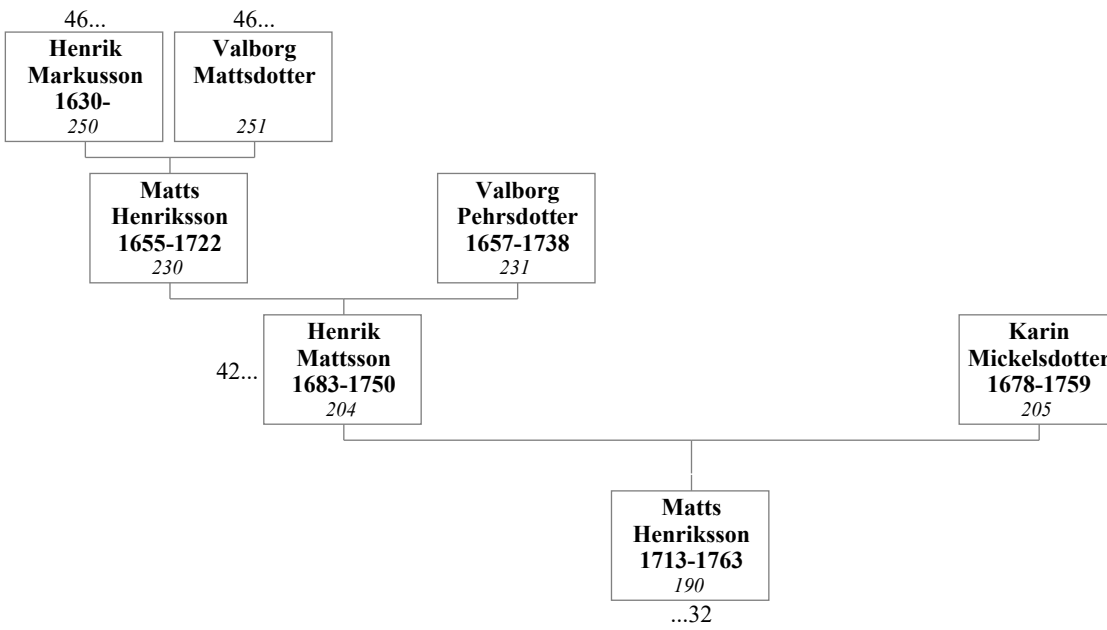 46...
46...
Henrik
Markusson
1630-
250
Valborg
Mattsdotter
251
Matts
Henriksson
1655-1722
230
Valborg
Pehrsdotter
1657-1738
231
42...
Henrik
Mattsson
1683-1750
204
Karin
Mickelsdotter
1678-1759
205
Matts
Henriksson
1713-1763
190
...32